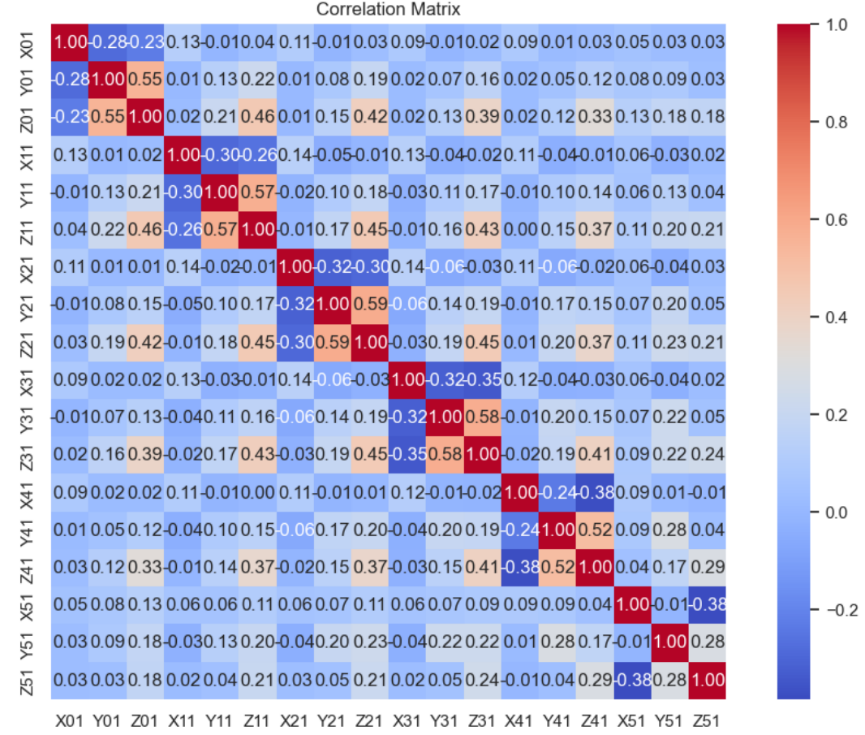 Correlation Matrix
X01 1.00 -0.28 -0.23 0.13 -0.01 0.04 0.11 -0.01 0.03 0.09 -0.01 0.02 0.09 0.01 0.03 0.05 0.03 0.03
Y01 -0.28 1.00 0.55 0.01 0.13 0.22 0.01 0.08 0.19 0.02 0.07 0.16 0.02 0.05 0.12 0.08 0.09 0.03
Z01 -0.23 0.55 1.00 0.02 0.21 0.46 0.01 0.15 0.42 0.02 0.13 0.39 0.02 0.12 0.33 0.13 0.18 0.18
X11 0.13 0.01 0.02 1.00 -0.30 -0.26 0.14 -0.05 -0.01 0.13 -0.04 -0.02 0.11 -0.04 -0.01 0.06 -0.03 0.02
Y11 -0.01 0.13 0.21 -0.30 1.00 0.57 -0.02 0.10 0.18 -0.03 0.11 0.17 -0.01 0.10 0.14 0.06 0.13 0.04
Z11 0.04 0.22 0.46 -0.26 0.57 1.00 -0.01 0.17 0.45 -0.01 0.16 0.43 0.00 0.15 0.37 0.11 0.20 0.21
X21 0.11 0.01 0.01 0.14 -0.02 -0.01 1.00 -0.32 -0.30 0.14 -0.06 -0.03 0.11 -0.06 -0.02 0.06 -0.04 0.03
Y21 -0.01 0.08 0.15 -0.05 0.10 0.17 -0.32 1.00 0.59 -0.06 0.14 0.19 -0.01 0.17 0.15 0.07 0.20 0.05
Z21 0.03 0.19 0.42 -0.01 0.18 0.45 -0.30 0.59 1.00 -0.03 0.19 0.45 0.01 0.20 0.37 0.11 0.23 0.21
X31 0.09 0.02 0.02 0.13 -0.03 -0.01 0.14 -0.06 -0.03 1.00 -0.32 -0.35 0.12 -0.04 -0.03 0.06 -0.04 0.02
Y31 -0.01 0.07 0.13 -0.04 0.11 0.16 -0.06 0.14 0.19 -0.32 1.00 0.58 -0.01 0.20 0.15 0.07 0.22 0.05
Z31 0.02 0.16 0.39 -0.02 0.17 0.43 -0.03 0.19 0.45 -0.35 0.58 1.00 -0.02 0.19 0.41 0.09 0.22 0.24
X41 0.09 0.02 0.02 0.11 -0.01 0.00 0.11 -0.01 0.01 0.12 -0.01 -0.02 1.00 -0.24 -0.38 0.09 0.01 -0.01
Y41 0.01 0.05 0.12 -0.04 0.10 0.15 -0.06 0.17 0.20 -0.04 0.20 0.19 -0.24 1.00 0.52 0.09 0.28 0.04
Z41 0.03 0.12 0.33 -0.01 0.14 0.37 -0.02 0.15 0.37 -0.03 0.15 0.41 -0.38 0.52 1.00 0.04 0.17 0.29
X51 0.05 0.08 0.13 0.06 0.06 0.11 0.06 0.07 0.11 0.06 0.07 0.09 0.09 0.09 0.04 1.00 -0.01 -0.38
Y51 0.03 0.09 0.18 -0.03 0.13 0.20 -0.04 0.20 0.23 -0.04 0.22 0.22 0.01 0.28 0.17 -0.01 1.00 0.28
Z51 0.03 0.03 0.18 0.02 0.04 0.21 0.03 0.05 0.21 0.02 0.05 0.24 -0.01 0.04 0.29 -0.38 0.28 1.00
X01 Y01 Z01 X11 Y11 Z11 X21 Y21 Z21 X31 Y31 Z31 X41 Y41 Z41 X51 Y51 Z51
1.0
0.8
0.6
0.4
0.2
0.0
−0.2